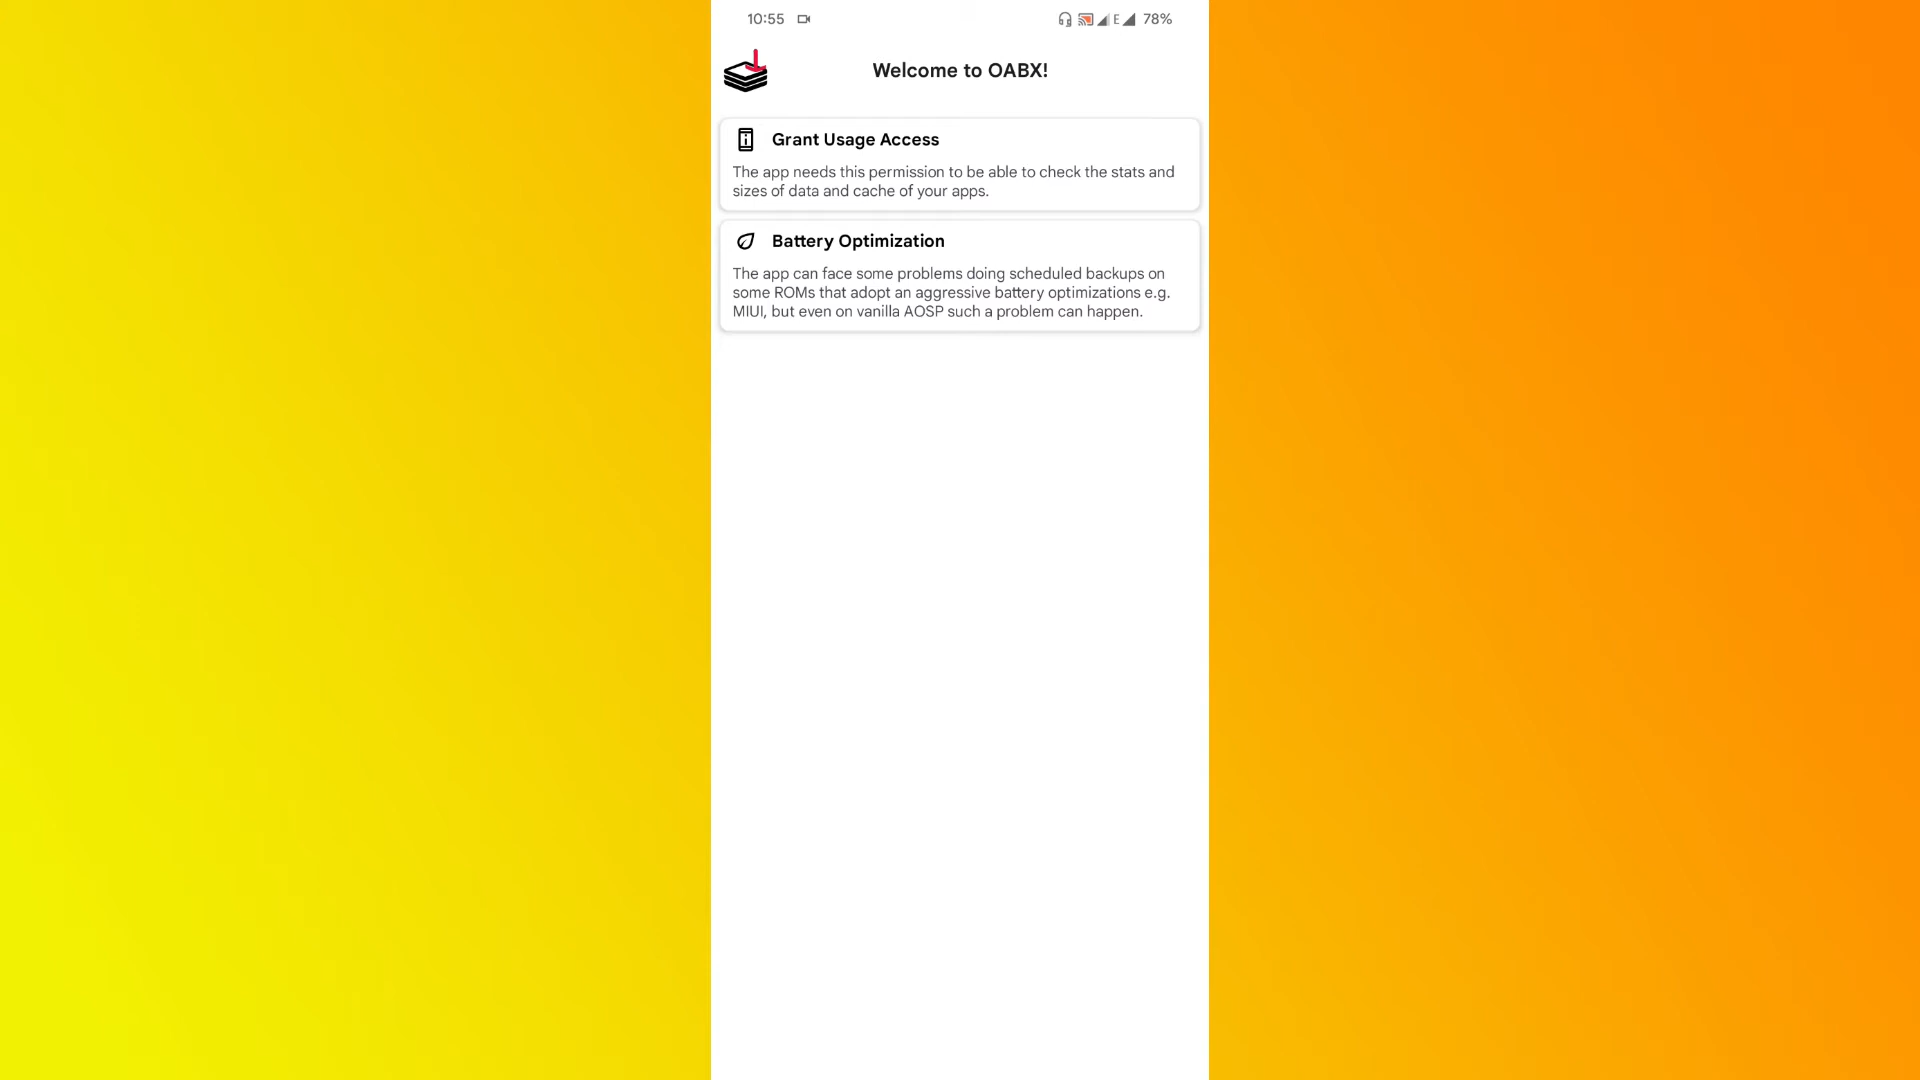 10:55
E 78%
Welcome to OABX!
Grant Usage Access
The app needs this permission to be able to check the stats and
sizes of data and cache of your apps.
Battery Optimization
The app can face some problems doing scheduled backups on
some ROMs that adopt an aggressive battery optimizations e.g.
MIUI, but even on vanilla AOSP such a problem can happen.